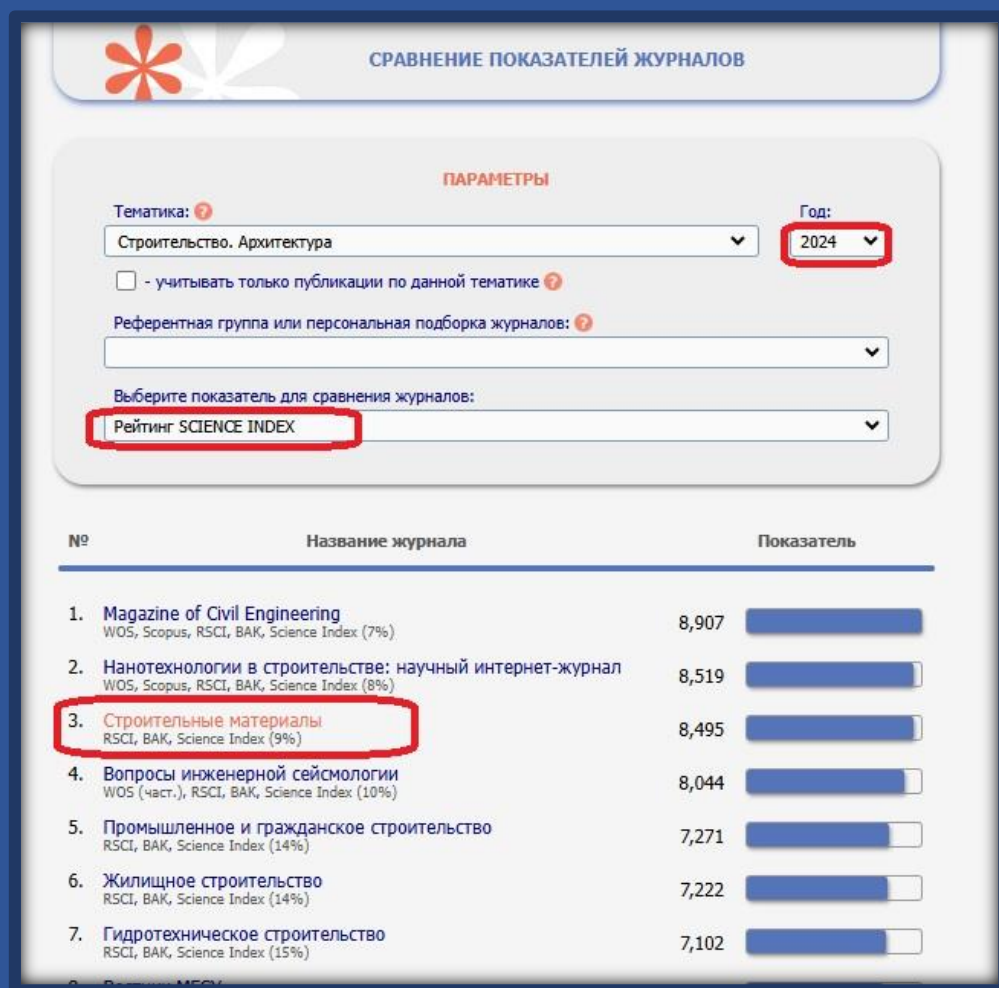 СРАВНЕНИЕ ПОКАЗАТЕЛЕЙ ЖУРНАЛОВ
ПАРАМЕТРЫ
Тематика: ?
Год:
Строительство. Архитектура
2024
- учитывать только публикации по данной тематике ?
Референтная группа или персональная подборка журналов: ?
Выберите показатель для сравнения журналов:
Рейтинг SCIENCE INDEX
№ Название журнала Показатель
1. Magazine of Civil Engineering 8,907
WOS, Scopus, RSCI, ВАК, Science Index (7%)
2. Нанотехнологии в строительстве: научный интернет-журнал 8,519
WOS, Scopus, RSCI, ВАК, Science Index (8%)
3. Строительные материалы 8,495
RSCI, ВАК, Science Index (9%)
4. Вопросы инженерной сейсмологии 8,044
WOS (част.), RSCI, ВАК, Science Index (10%)
5. Промышленное и гражданское строительство 7,271
RSCI, ВАК, Science Index (14%)
6. Жилищное строительство 7,222
RSCI, ВАК, Science Index (14%)
7. Гидротехническое строительство 7,102
RSCI, ВАК, Science Index (15%)